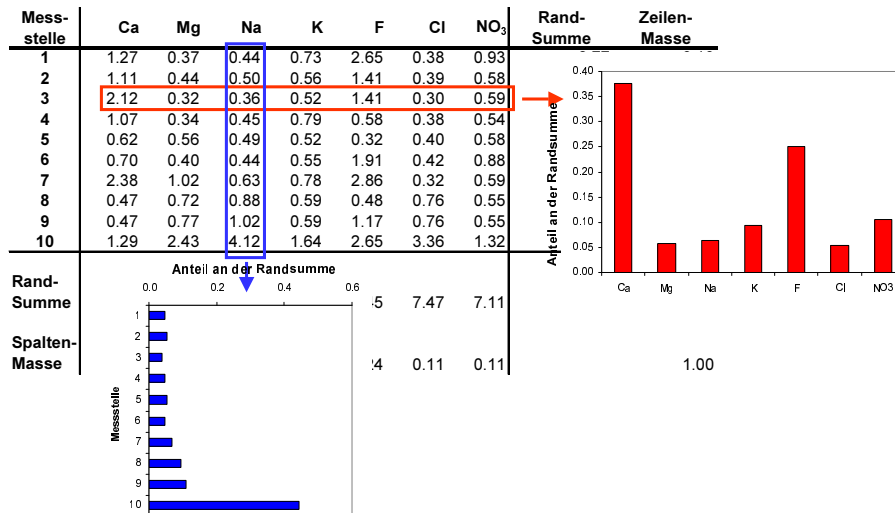 Mess-stelle Ca Mg Na K F Cl NO3 Rand-Summe Zeilen-Masse
1 1.27 0.37 0.44 0.73 2.65 0.38 0.93
2 1.11 0.44 0.50 0.56 1.41 0.39 0.58
3 2.12 0.32 0.36 0.52 1.41 0.30 0.59
4 1.07 0.34 0.45 0.79 0.58 0.38 0.54
5 0.62 0.56 0.49 0.52 0.32 0.40 0.58
6 0.70 0.40 0.44 0.55 1.91 0.42 0.88
7 2.38 1.02 0.63 0.78 2.86 0.32 0.59
8 0.47 0.72 0.88 0.59 0.48 0.76 0.55
9 0.47 0.77 1.02 0.59 1.17 0.76 0.55
10 1.29 2.43 4.12 1.64 2.65 3.36 1.32
Rand-Summe 7.47 7.11
Spalten-Masse 0.11 0.11 1.00
Anteil an der Randsumme
0.40
0.35
0.30
0.25
0.20
0.15
0.10
0.05
0.00
Ca Mg Na K F Cl NO3
Anteil an der Randsumme
0.0 0.2 0.4 0.6
Messstelle
1
2
3
4
5
6
7
8
9
10